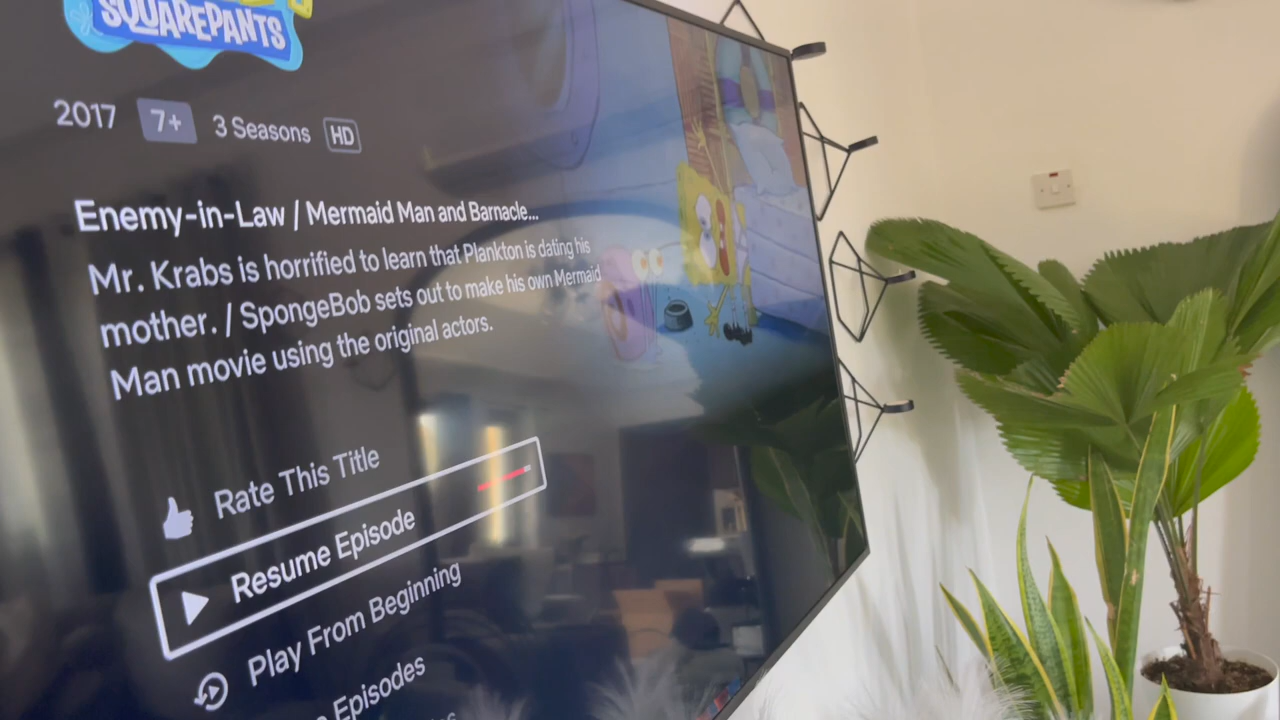 SQUAREPANTS
2017 7+ 3 Seasons HD
Enemy-in-Law / Mermaid Man and Barnacle...
Mr. Krabs is horrified to learn that Plankton is dating his
mother. / SpongeBob sets out to make his own Mermaid
Man movie using the original actors.
Rate This Title
Resume Episode
Play From Beginning
Episodes